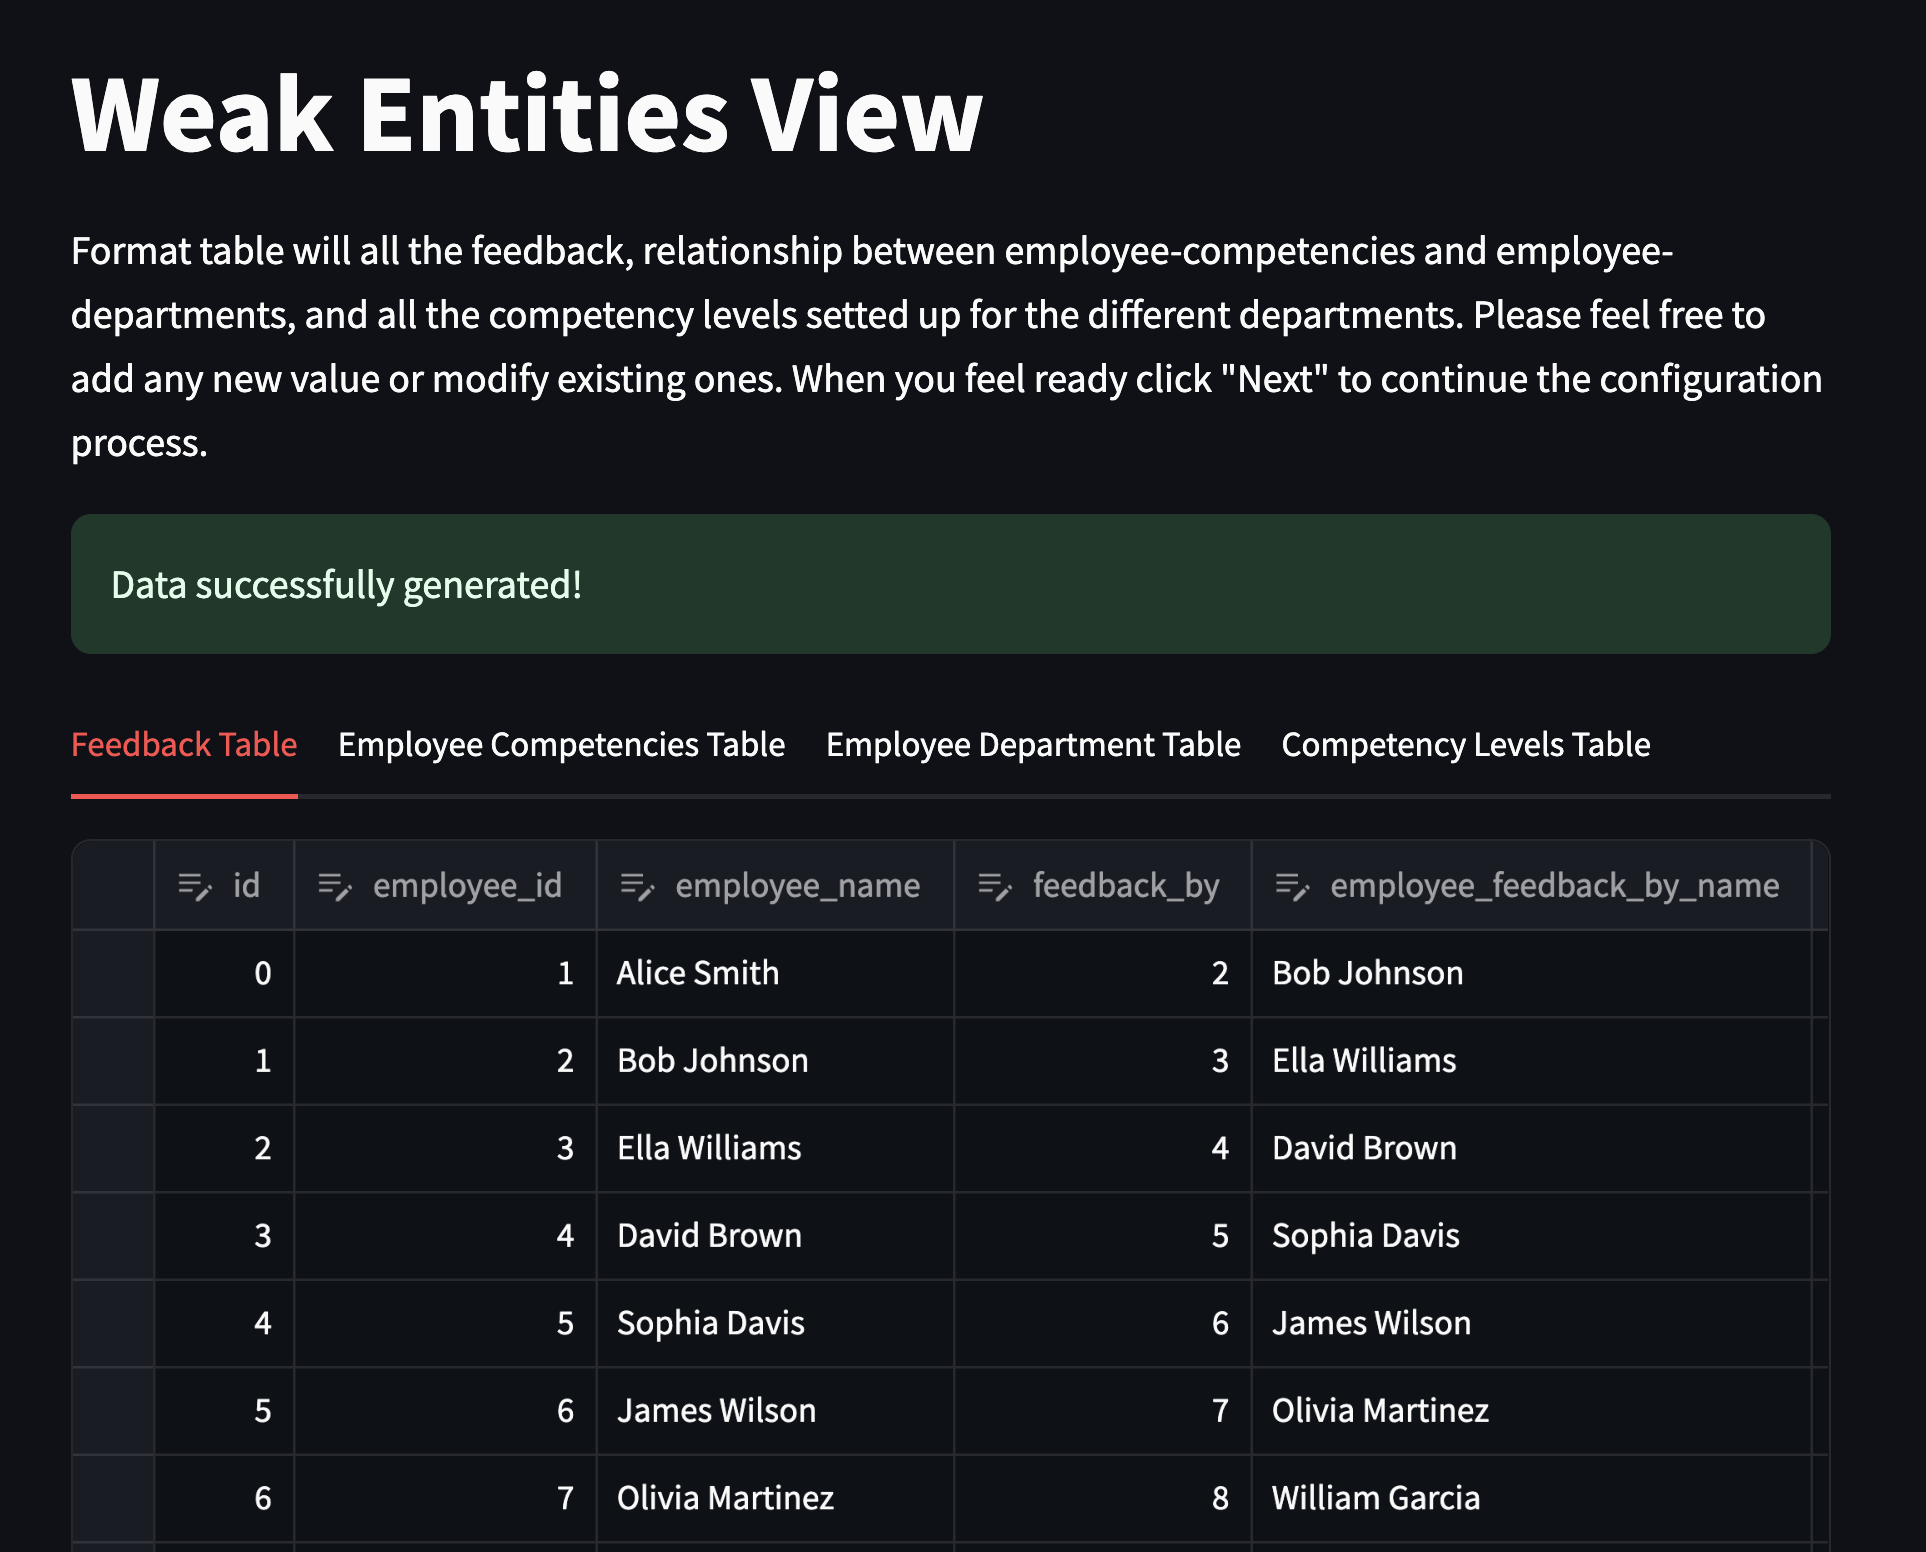 Weak Entities View
Format table will all the feedback, relationship between employee-competencies and employee-
departments, and all the competency levels setted up for the different departments. Please feel free to
add any new value or modify existing ones. When you feel ready click "Next" to continue the configuration
process.
Data successfully generated!
Feedback Table Employee Competencies Table Employee Department Table Competency Levels Table
id employee_id employee_name feedback_by employee_feedback_by_name
0 1 Alice Smith 2 Bob Johnson
1 2 Bob Johnson 3 Ella Williams
2 3 Ella Williams 4 David Brown
3 4 David Brown 5 Sophia Davis
4 5 Sophia Davis 6 James Wilson
5 6 James Wilson 7 Olivia Martinez
6 7 Olivia Martinez 8 William Garcia